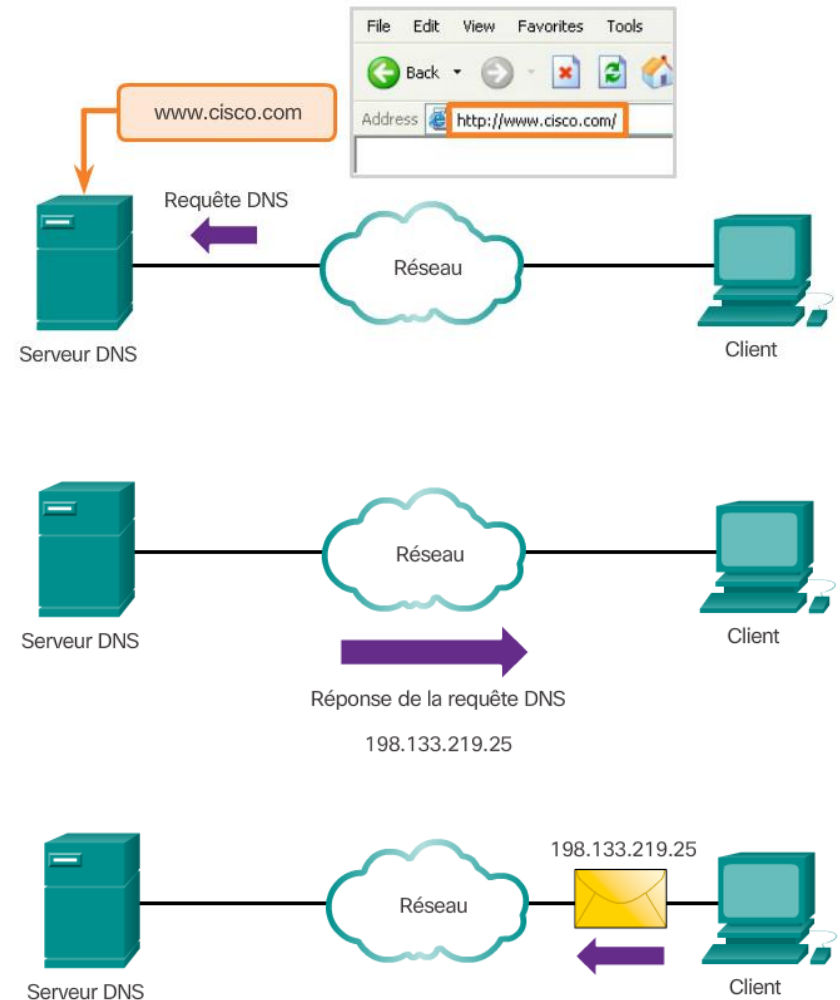 File Edit View Favorites Tools
Back
www.cisco.com
Address http://www.cisco.com/
Requête DNS
Réseau
Serveur DNS
Client
Réseau
Serveur DNS
Client
Réponse de la requête DNS
198.133.219.25
198.133.219.25
Réseau
Serveur DNS
Client